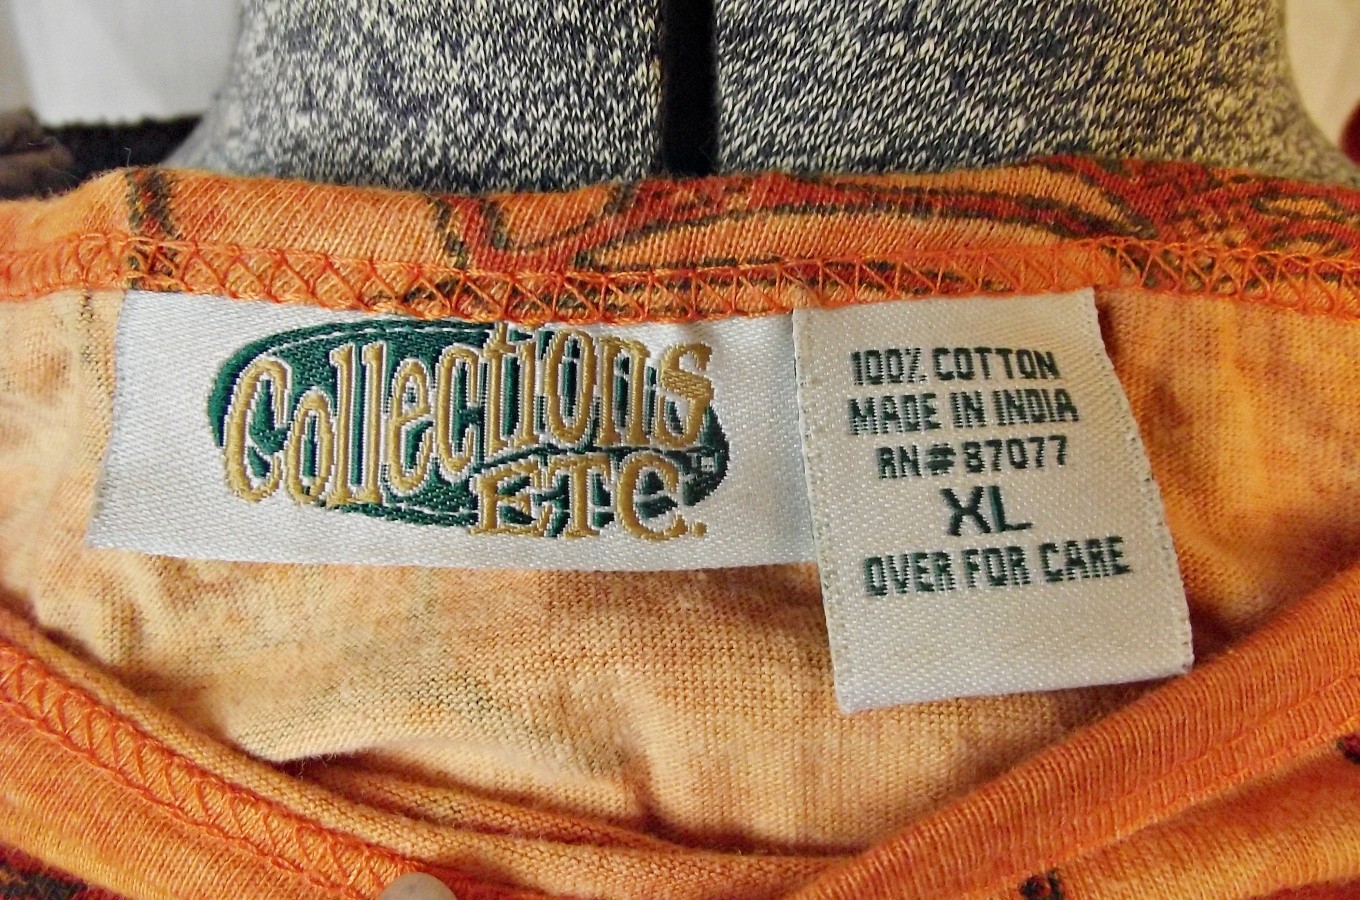 Collections
ETC.
100% COTTON
MADE IN INDIA
RN#87077
XL
OVER FOR CARE